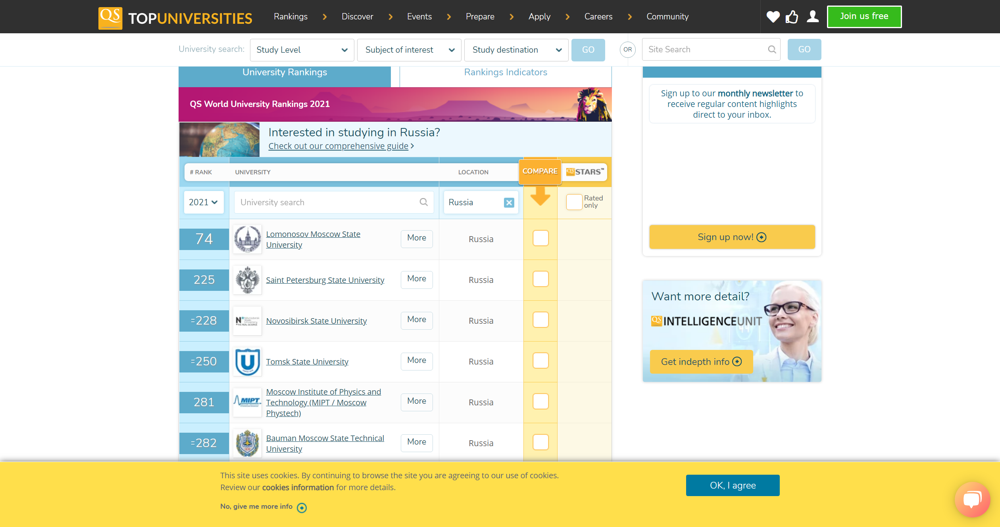 QS TOPUNIVERSITIES
Rankings
Discover
Events
Prepare
Apply
Careers
Community
Join us free
University search:
Study Level
Subject of interest
Study destination
GO
OR
Site Search
GO
University Rankings
Rankings Indicators
QS World University Rankings 2021
Interested in studying in Russia?
Check out our comprehensive guide
# RANK
UNIVERSITY
LOCATION
COMPARE
QS STARS™
2021
University search
Russia
Rated
only
74
Lomonosov Moscow State
University
More
Russia
225
Saint Petersburg State University
More
Russia
=228
Novosibirsk State University
More
Russia
=250
U
Tomsk State University
More
Russia
281
MIPT
Moscow Institute of Physics and
Technology (MIPT / Moscow
Phystech)
More
Russia
=282
Bauman Moscow State Technical
University
More
Russia
Sign up to our monthly newsletter to
receive regular content highlights
direct to your inbox.
Sign up now!
Want more detail?
QS INTELLIGENCEUNIT
Get indepth info
This site uses cookies. By continuing to browse the site you are agreeing to our use of cookies.
Review our cookies information for more details.
No, give me more info
OK, I agree